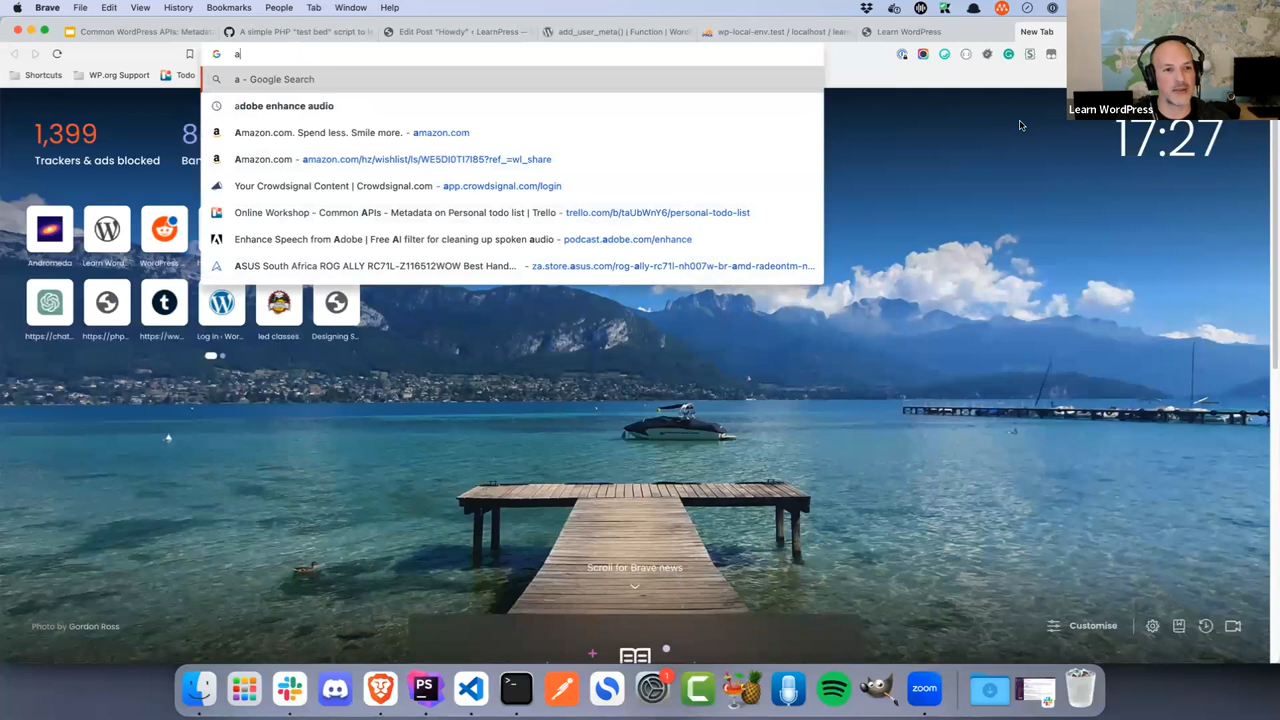 Brave File Edit View History Bookmarks People Tab Window Help
Common WordPress APIs: Metada
A simple PHP "test bed" script to le
Edit Post "Howdy" ‹ LearnPress —
add_user_meta() | Function | Word
wp-local-env.test / localhost / learn
Learn WordPress
New Tab
a
Shortcuts
WP.org Support
Todo
a - Google Search
adobe enhance audio
Amazon.com. Spend less. Smile more. - amazon.com
Amazon.com - amazon.com/hz/wishlist/ls/WE5DI0TI7I85?ref_=wl_share
Your Crowdsignal Content | Crowdsignal.com - app.crowdsignal.com/login
Online Workshop - Common APIs - Metadata on Personal todo list | Trello - trello.com/b/taUbWnY6/personal-todo-list
Enhance Speech from Adobe | Free AI filter for cleaning up spoken audio - podcast.adobe.com/enhance
ASUS South Africa ROG ALLY RC71L-Z116512WOW Best Hand... - za.store.asus.com/rog-ally-rc71l-nh007w-br-amd-radeontm-n...
Learn WordPress
17:27
1,399
Trackers & ads blocked
8
Ban
Andromeda
Learn Word...
WordPress
https://chat...
https://php...
https://ww...
Log in ‹ Wor...
led classes
Designing S...
Scroll for Brave news
Photo by Gordon Ross
Customise
PS
>_
1
C
zoom